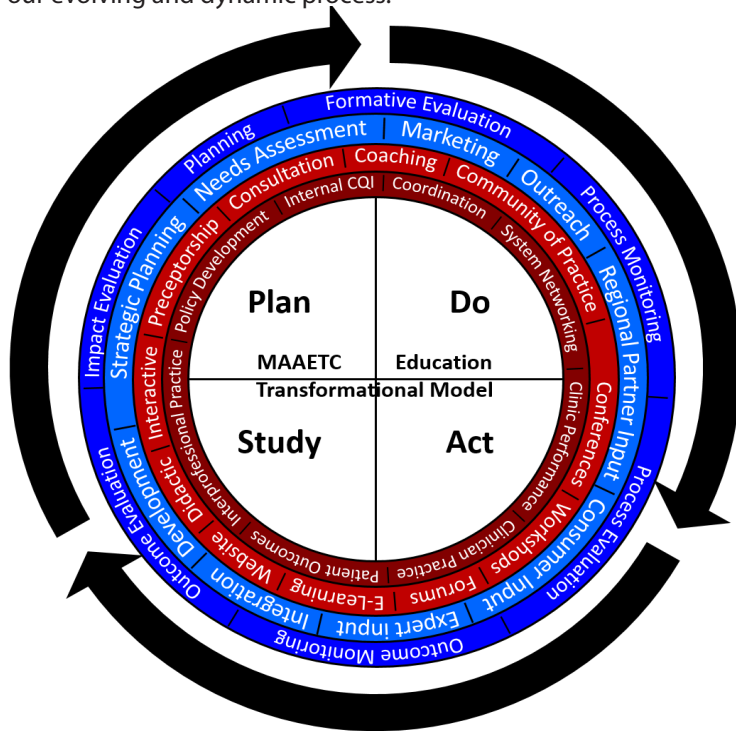 our evolving and dynamic process.
Planning
Formative Evaluation
Process Monitoring
Process Evaluation
Outcome Monitoring
Outcome Evaluation
Impact Evaluation
Strategic Planning
Needs Assessment
Marketing
Outreach
Regional Partner Input
Consumer Input
Expert input
Integration
Development
Interactive
Preceptorship
Consultation
Coaching
Community of Practice
Conferences
Workshops
Forums
E-Learning
Website
Didactic
Policy Development
Internal CQI
Coordination
System Networking
Clinic Performance
Clinician Practice
Patient Outcomes
Interprofessional Practice
Plan
Do
MAAETC Education
Transformational Model
Study
Act